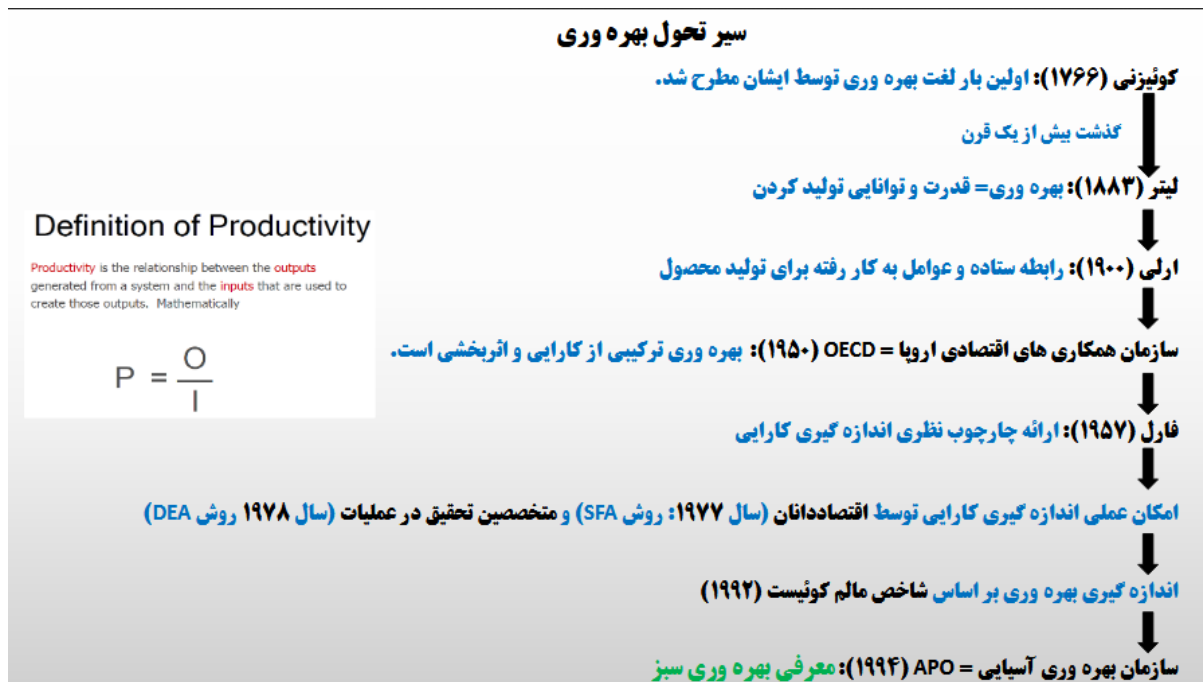 سیر تحول بهره وری
کوئیزنی (۱۷۶۶): اولین بار لغت بهره وری توسط ایشان مطرح شد.
گذشت بیش از یک قرن
لیتر (۱۸۸۳): بهره وری= قدرت و توانایی تولید کردن
ارلی (۱۹۰۰): رابطه ستاده و عوامل به کار رفته برای تولید محصول
سازمان همکاری های اقتصادی اروپا = OECD (۱۹۵۰): بهره وری ترکیبی از کارایی و اثربخشی است.
فارل (۱۹۵۷): ارائه چارچوب نظری اندازه گیری کارایی
امکان عملی اندازه گیری کارایی توسط اقتصاددانان (سال ۱۹۷۷: روش SFA) و متخصصین تحقیق در عملیات (سال ۱۹۷۸ روش DEA)
اندازه گیری بهره وری بر اساس شاخص مالم کوئیست (۱۹۹۲)
سازمان بهره وری آسیایی = APO (۱۹۹۴): معرفی بهره وری سبز
Definition of Productivity
Productivity is the relationship between the outputs
generated from a system and the inputs that are used to
create those outputs. Mathematically
P = O
I